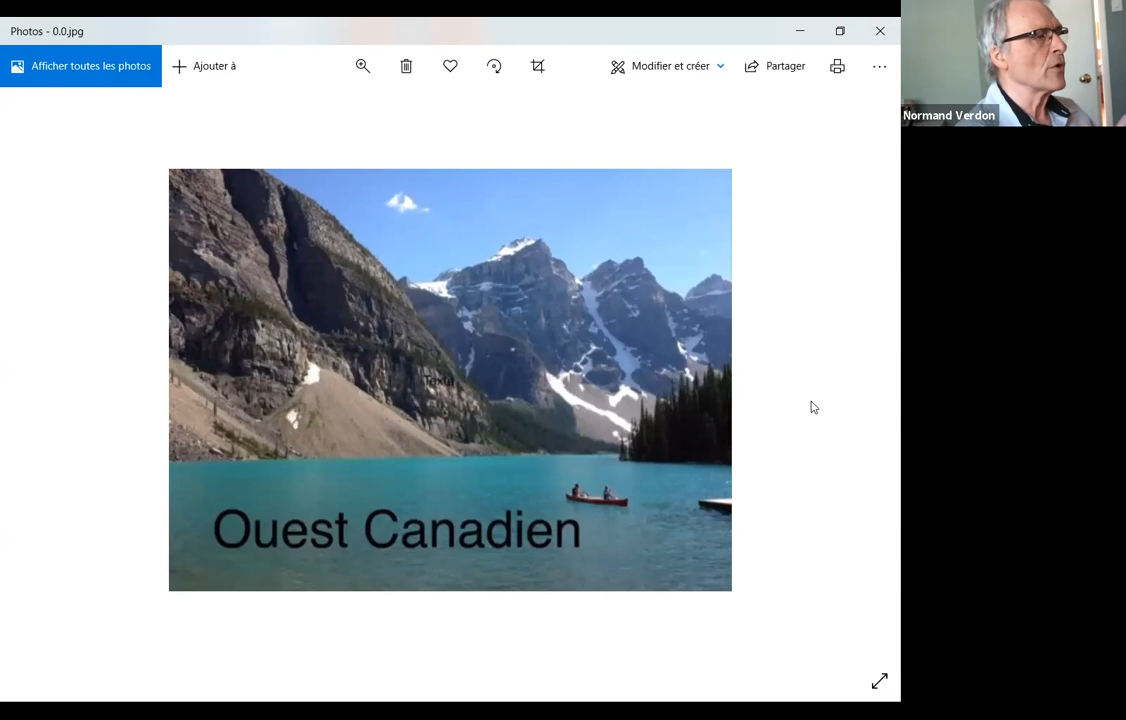 Photos - 0.0.jpg
Afficher toutes les photos
Ajouter à
Modifier et créer
Partager
Normand Verdon
Ouest Canadien